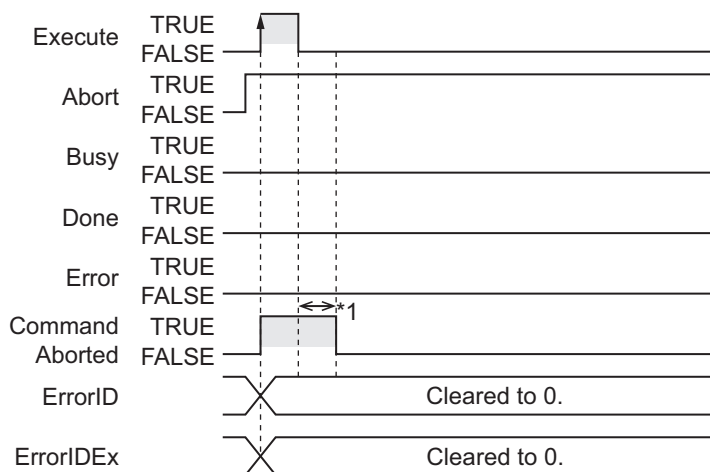 Execute TRUE
FALSE
Abort TRUE
FALSE
Busy TRUE
FALSE
Done TRUE
FALSE
Error TRUE
FALSE
*1
Command TRUE
Aborted FALSE
ErrorID Cleared to 0.
ErrorIDEx Cleared to 0.